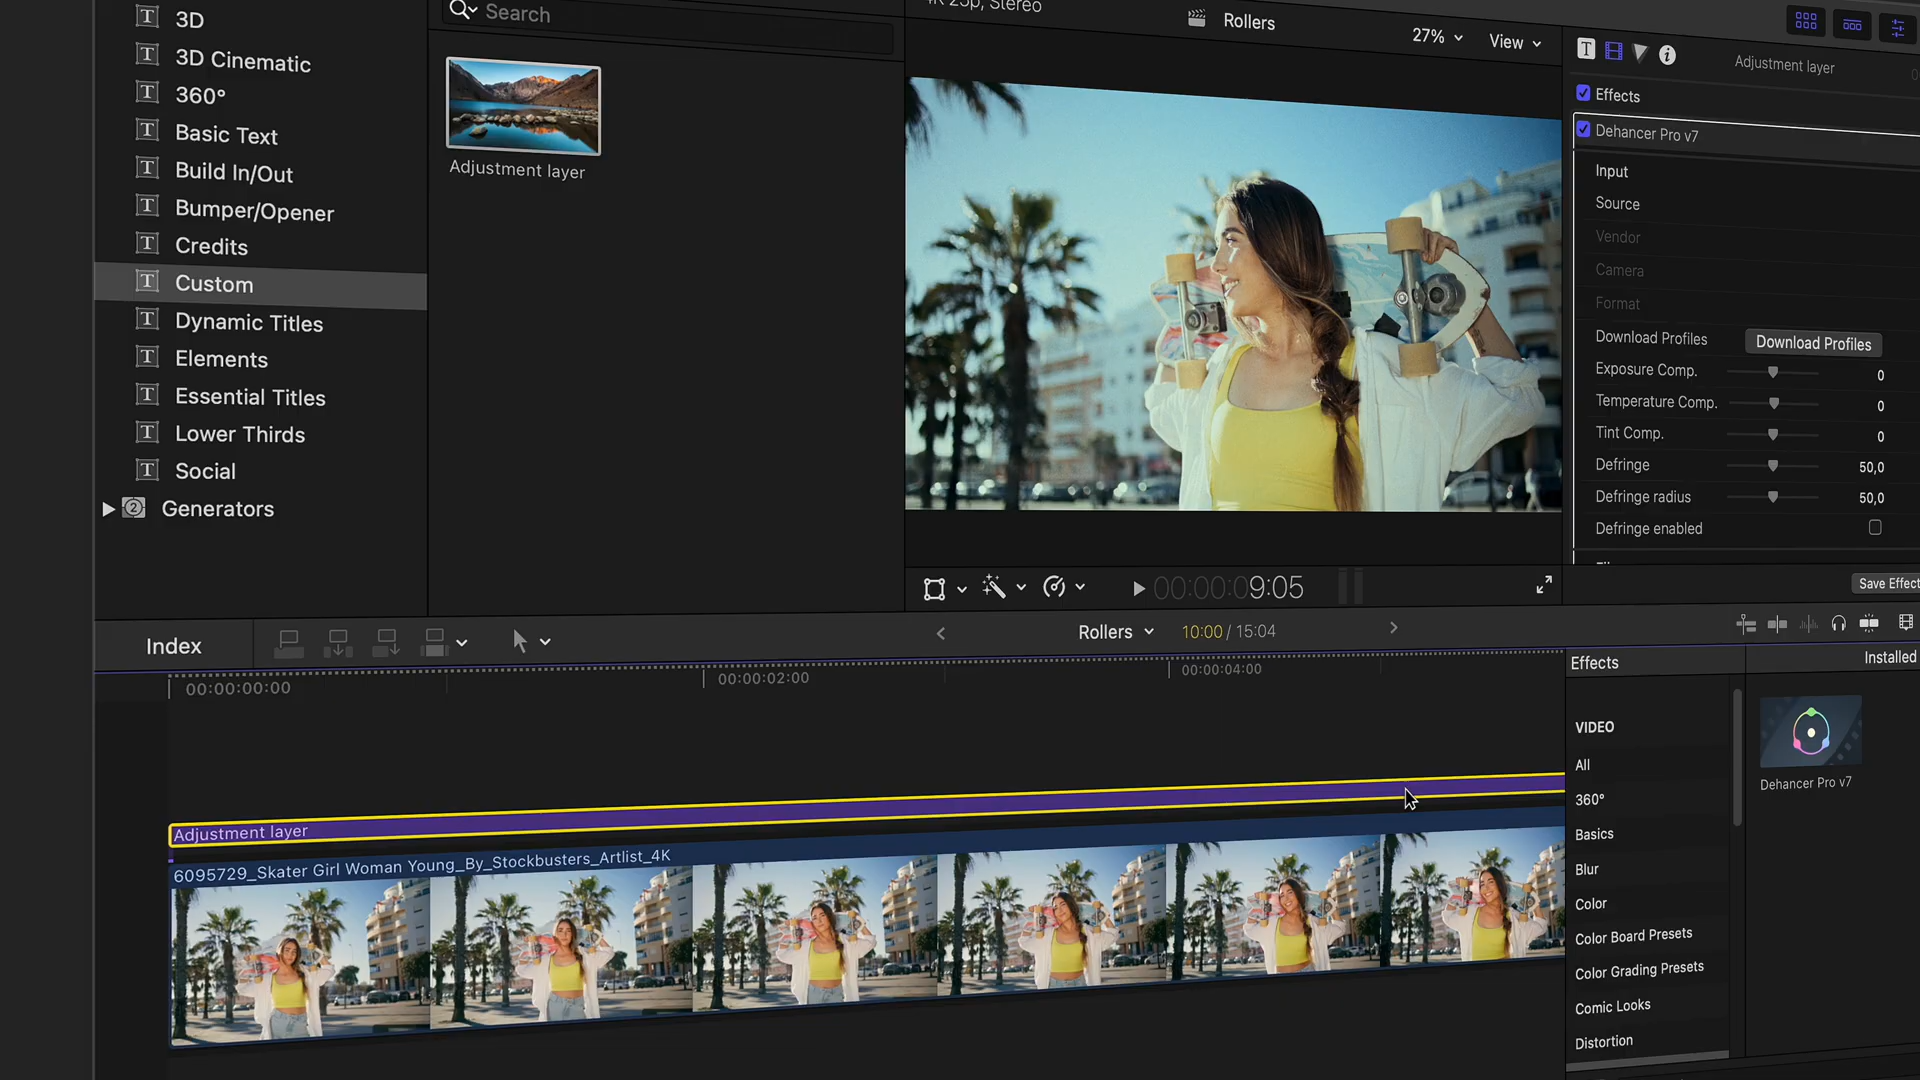 3D
3D Cinematic
360°
Basic Text
Build In/Out
Bumper/Opener
Credits
Custom
Dynamic Titles
Elements
Essential Titles
Lower Thirds
Social
Generators
Search
Adjustment layer
4K 25p, Stereo
Rollers
27%
View
Adjustment layer
Effects
Dehancer Pro v7
Input
Source
Vendor
Camera
Format
Download Profiles
Download Profiles
Exposure Comp.
0
Temperature Comp.
0
Tint Comp.
0
Defringe
50,0
Defringe radius
50,0
Defringe enabled
Save Effect
00:00:09:05
Index
Rollers
10:00 / 15:04
00:00:00:00
00:00:02:00
00:00:04:00
Adjustment layer
6095729_Skater Girl Woman Young_By_Stockbusters_Artlist_4K
Effects
Installed
VIDEO
All
360°
Basics
Blur
Color
Color Board Presets
Color Grading Presets
Comic Looks
Distortion
Dehancer Pro v7